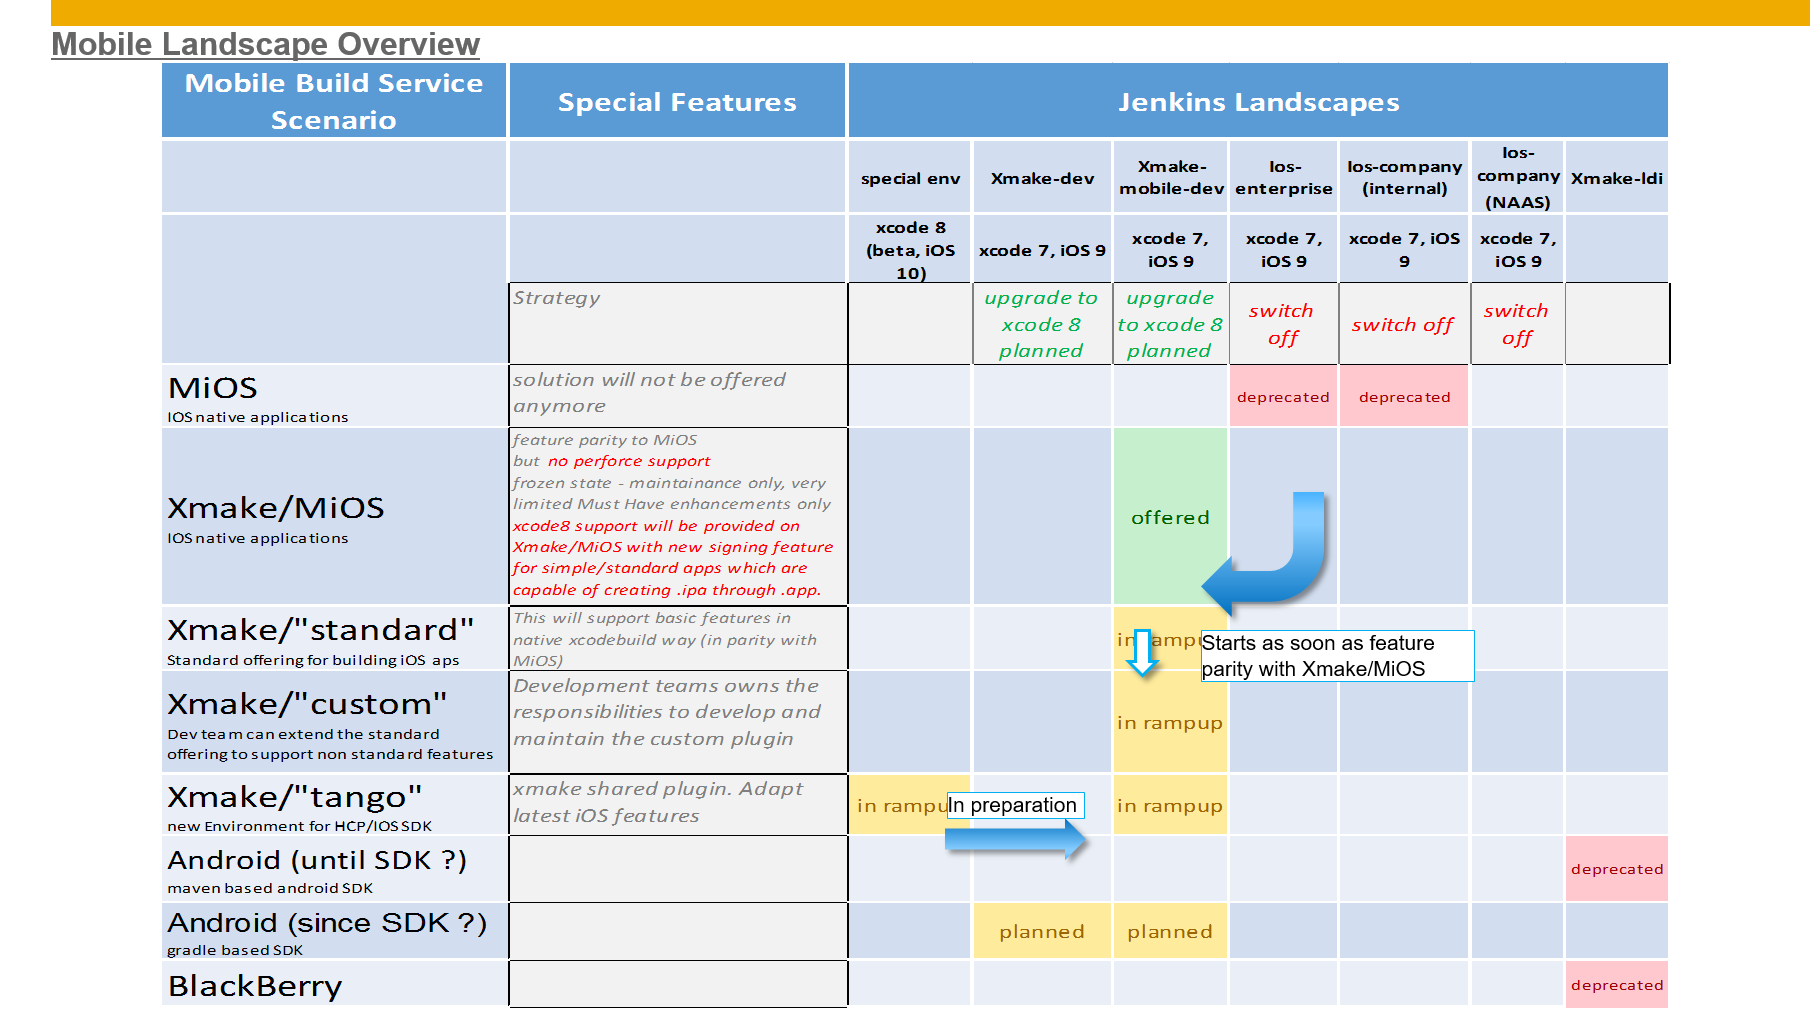 Mobile Landscape Overview
Mobile Build Service
Scenario
Special Features
Jenkins Landscapes
special env
Xmake-dev
Xmake-
mobile-dev
Ios-
enterprise
Ios-company
(internal)
Ios-
company
(NAAS)
Xmake-ldi
xcode 8
(beta, iOS
10)
xcode 7, iOS 9
xcode 7,
iOS 9
xcode 7,
iOS 9
xcode 7, iOS
9
xcode 7,
iOS 9
Strategy
upgrade to
xcode 8
planned
upgrade
to xcode 8
planned
switch
off
switch off
switch
off
MiOS
IOS native applications
solution will not be offered
anymore
deprecated
deprecated
Xmake/MiOS
IOS native applications
feature parity to MiOS
but no perforce support
frozen state - maintainance only, very
limited Must Have enhancements only
xcode8 support will be provided on
Xmake/MiOS with new signing feature
for simple/standard apps which are
capable of creating .ipa through .app.
offered
Xmake/"standard"
Standard offering for building iOS aps
This will support basic features in
native xcodebuild way (in parity with
MiOS)
in rampu
Starts as soon as feature
parity with Xmake/MiOS
Xmake/"custom"
Dev team can extend the standard
offering to support non standard features
Development teams owns the
responsibilities to develop and
maintain the custom plugin
in rampup
Xmake/"tango"
new Environment for HCP/IOS SDK
xmake shared plugin. Adapt
latest iOS features
in rampu
In preparation
in rampup
Android (until SDK ?)
maven based android SDK
deprecated
Android (since SDK ?)
gradle based SDK
planned
planned
BlackBerry
deprecated